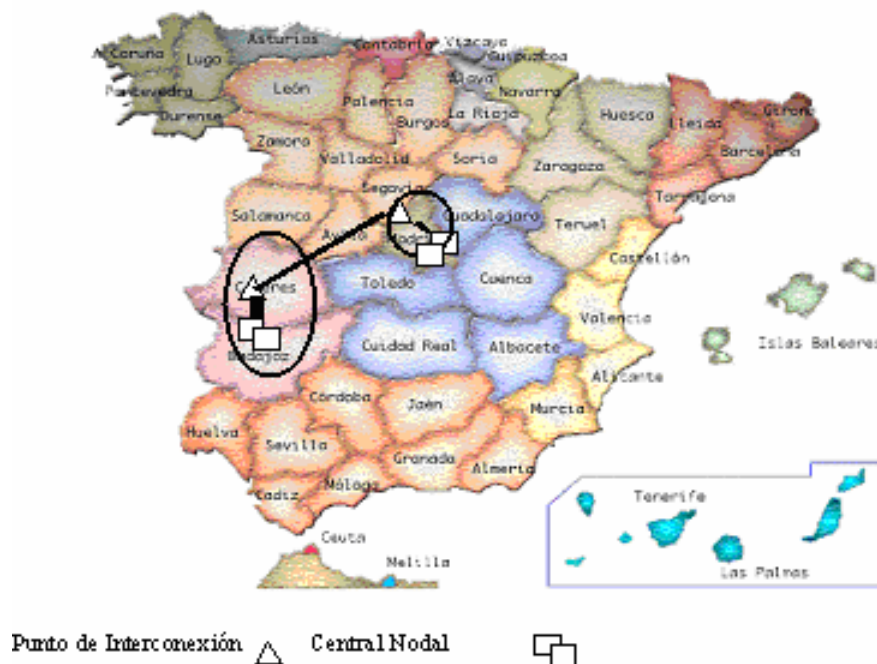 A Coruña
Lugo
Asturias
Cantabria
Vizcaya
Guipuzcoa
Pontevedra
Ourense
León
Palencia
Burgos
Alava
Navarra
La Rioja
Huesca
Lleida
Girona
Barcelona
Zamora
Valladolid
Soria
Zaragoza
Tarragona
Segovia
Salamanca
Avila
Guadalajara
Teruel
Castellón
Toledo
Cuenca
Valencia
Islas Baleares
Badajoz
Cuidad Real
Albacete
Alicante
Murcia
Córdoba
Jaén
Huelva
Sevilla
Granada
Almería
Cadiz
Málaga
Ceuta
Melilla
Tenerife
Las Palmas
Punto de Interconexión Central Nodal